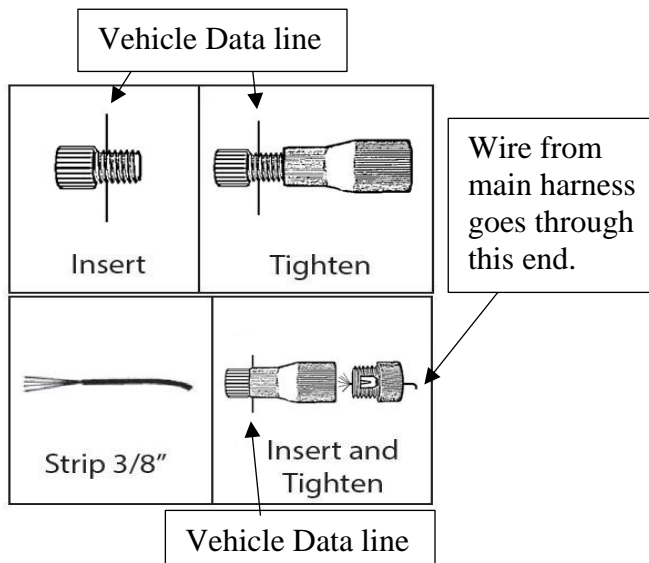 Vehicle Data line
Insert
Tighten
Wire from
main harness
goes through
this end.
Strip 3/8”
Insert and
Tighten
Vehicle Data line